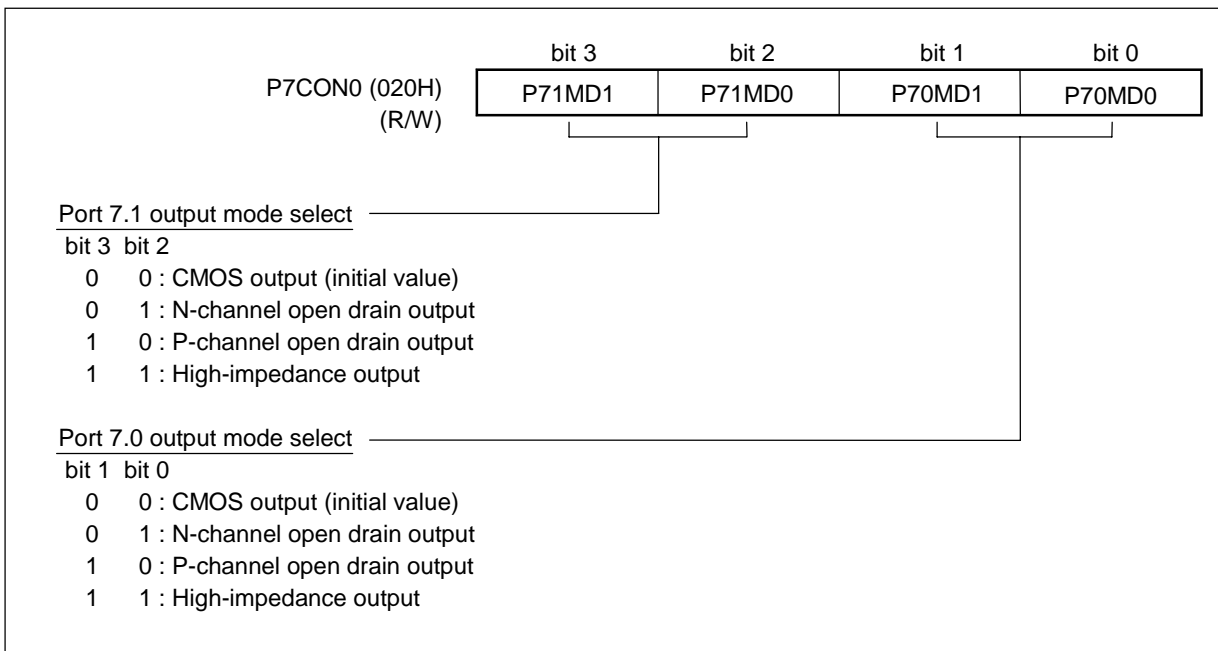 bit 3 bit 2 bit 1 bit 0
P7CON0 (020H) P71MD1 P71MD0 P70MD1 P70MD0
(R/W)
Port 7.1 output mode select
bit 3 bit 2
0 0 : CMOS output (initial value)
0 1 : N-channel open drain output
1 0 : P-channel open drain output
1 1 : High-impedance output
Port 7.0 output mode select
bit 1 bit 0
0 0 : CMOS output (initial value)
0 1 : N-channel open drain output
1 0 : P-channel open drain output
1 1 : High-impedance output